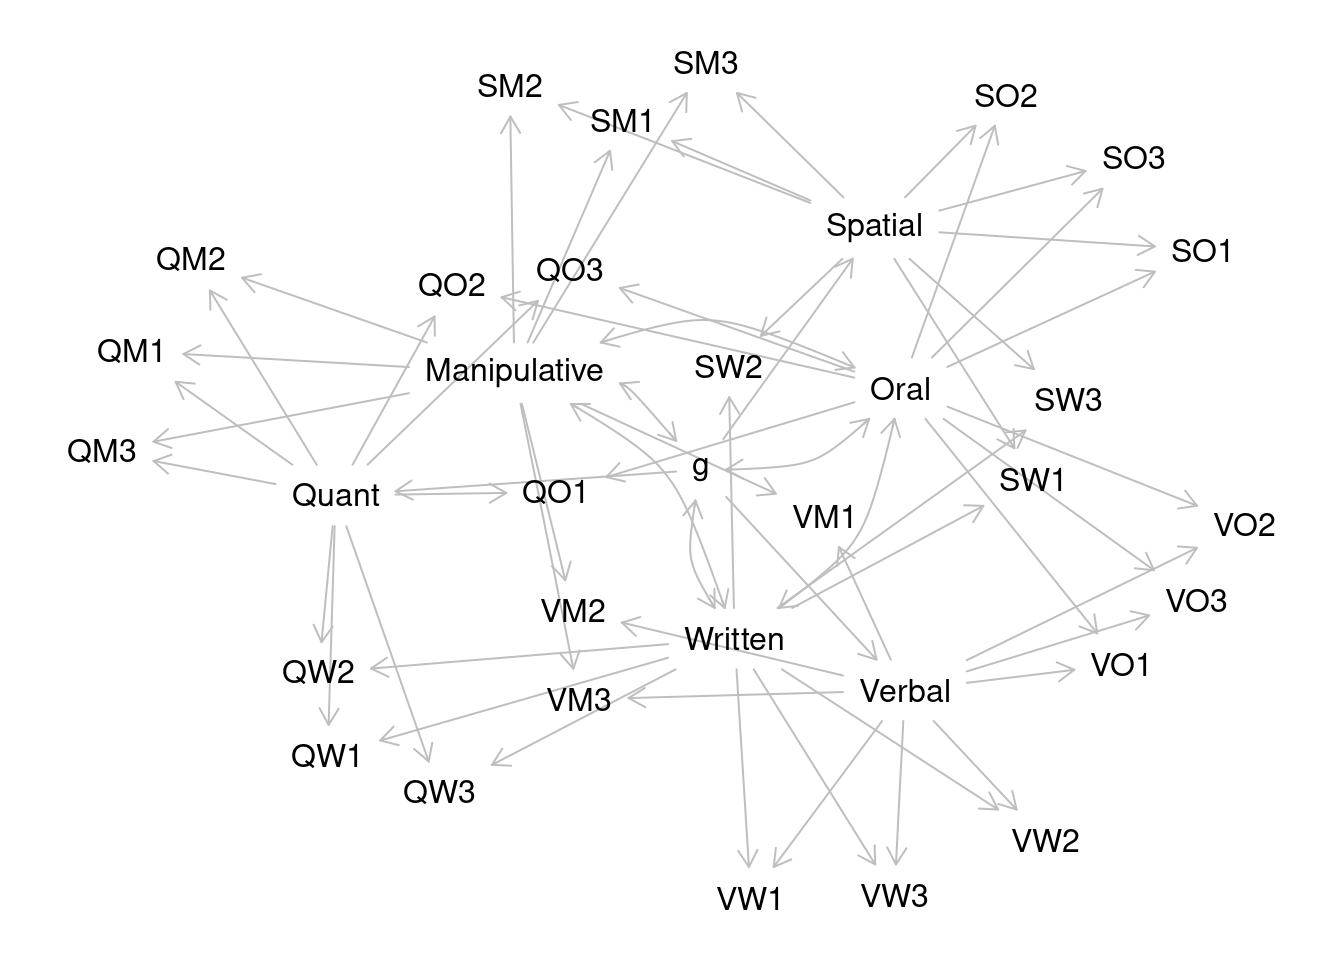 SM3
SM2
SO2
SM1
SO3
Spatial
SO1
QM2
QO3
QO2
QM1
SW2
Manipulative
Oral
SW3
QM3
g
SW1
QO1
Quant
VM1
VO2
VO3
VM2
Written
VO1
QW2
Verbal
VM3
QW1
QW3
VW2
VW3
VW1